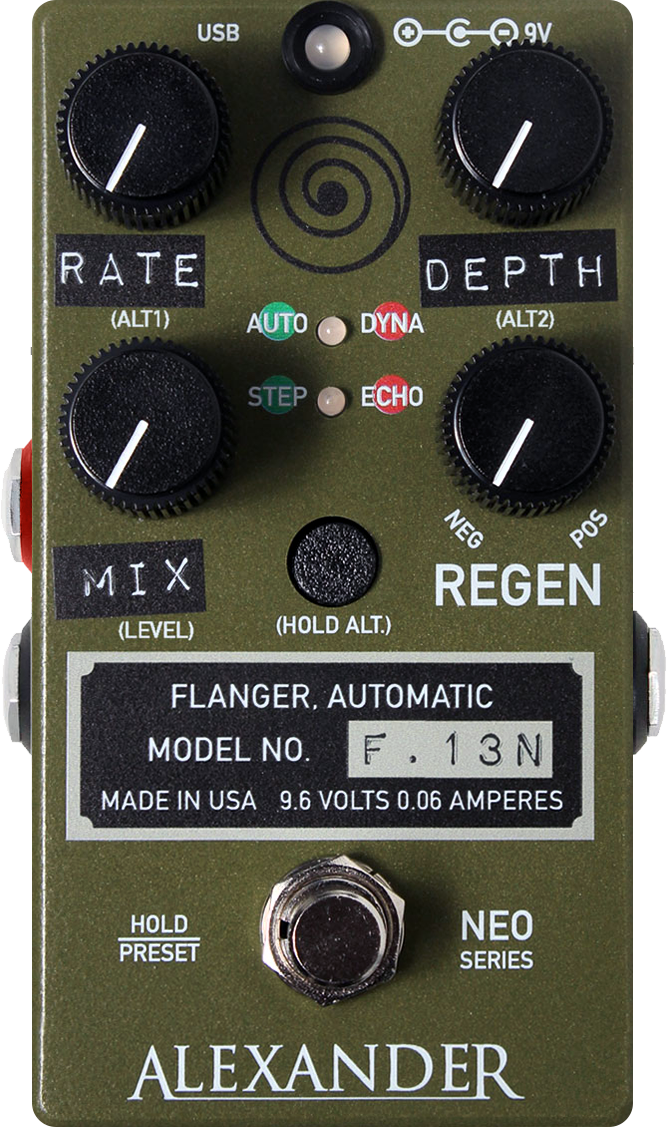 USB
9V
RATE
DEPTH
(ALT1)
(ALT2)
AUTO DYNA
STEP ECHO
NEG POS
MIX
REGEN
(LEVEL)
(HOLD ALT.)
FLANGER, AUTOMATIC
MODEL NO. F.13N
MADE IN USA 9.6 VOLTS 0.06 AMPERES
HOLD
PRESET
NEO
SERIES
ALEXANDER